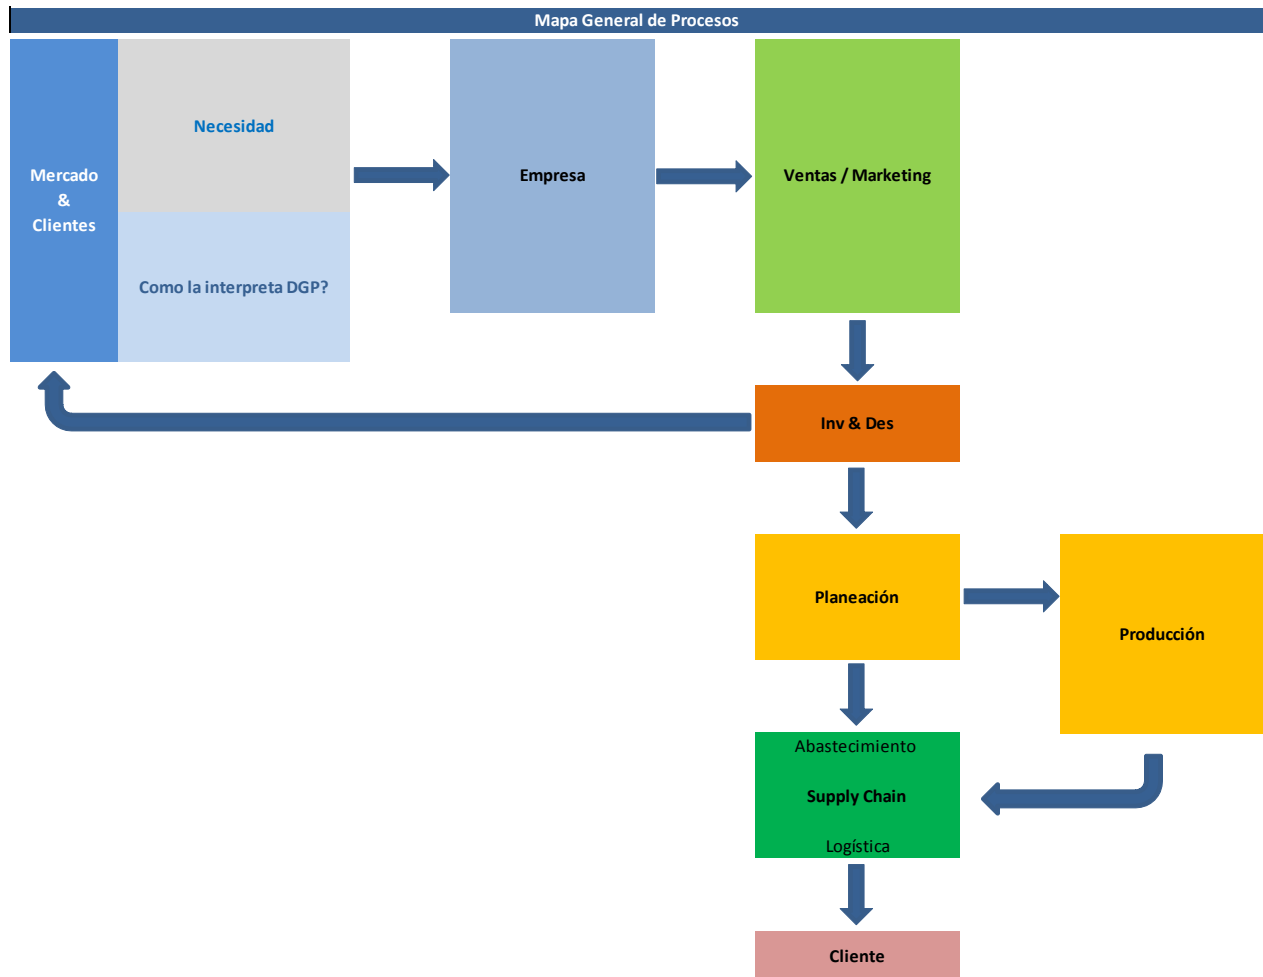 Mapa General de Procesos
Mercado
&
Clientes
Necesidad
Como la interpreta DGP?
Empresa
Ventas / Marketing
Inv & Des
Planeación
Producción
Abastecimiento
Supply Chain
Logística
Cliente